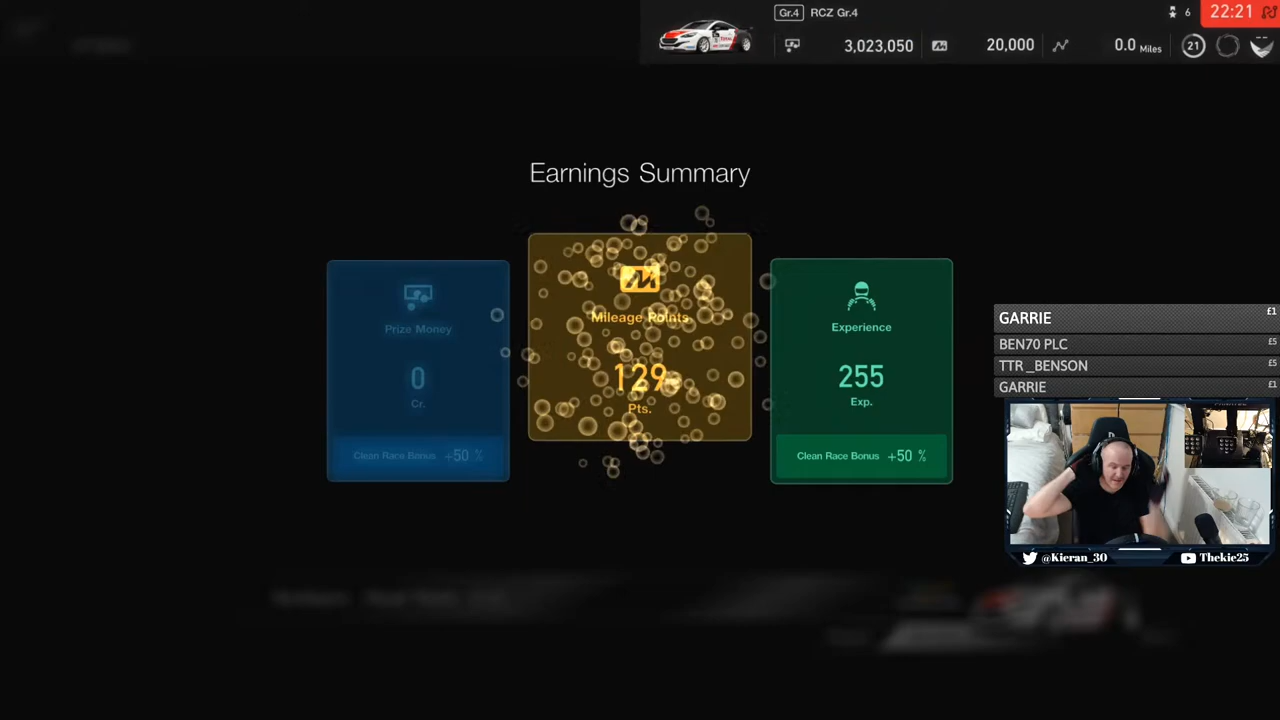 Gr.4 RCZ Gr.4
6
22:21
3,023,050
20,000
0.0 Miles
21
Earnings Summary
Prize Money
0
Cr.
Clean Race Bonus +50 %
Mileage Points
129
Pts.
Experience
255
Exp.
Clean Race Bonus +50 %
GARRIE £1
BEN70 PLC £5
TTR _BENSON £5
GARRIE £1
@Kieran_30
Thekie25